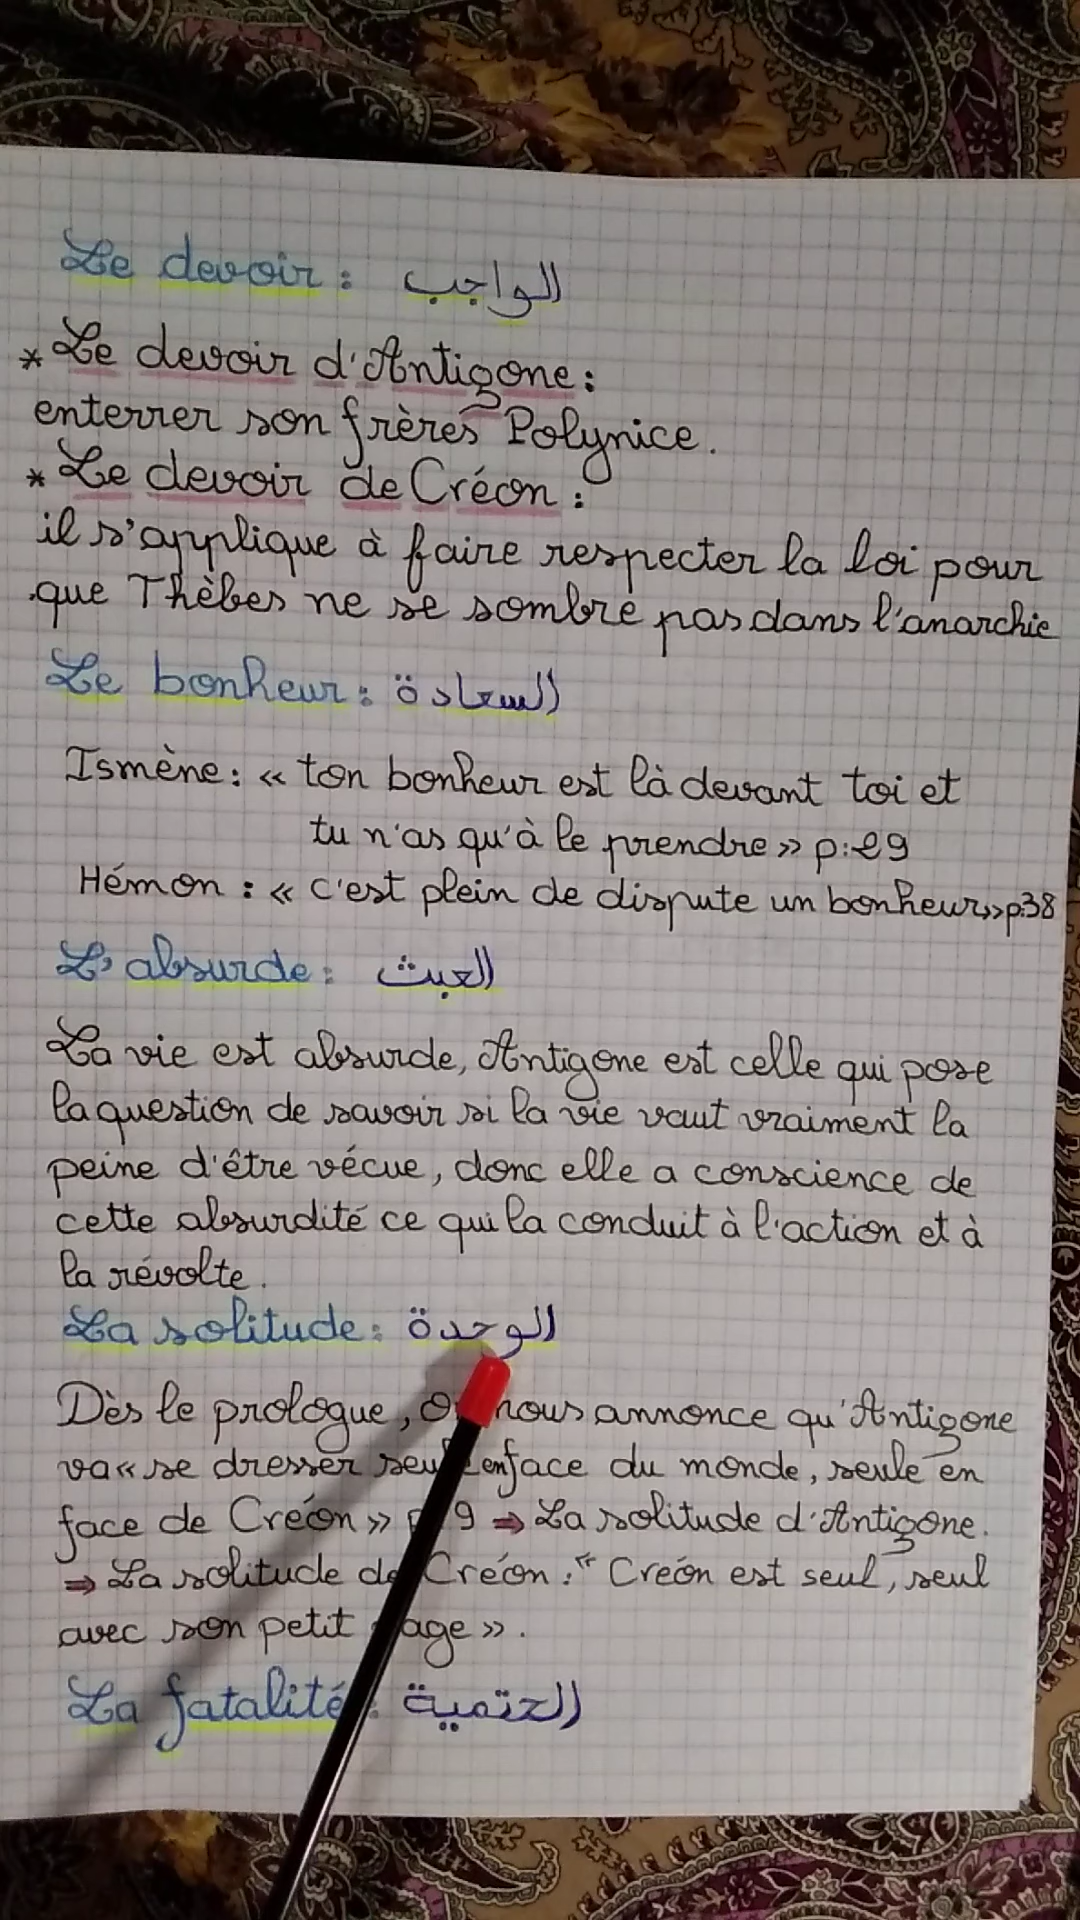 Le devoir : الواجب
* Le devoir d'Antigone :
enterrer son frères Polynice.
* Le devoir de Créon :
il s'applique à faire respecter la loi pour
que Thèbes ne se sombre pas dans l'anarchie
Le bonheur : السعادة
Ismène : « ton bonheur est là devant toi et
tu n'as qu'à le prendre » p:29
Hémon : « c'est plein de dispute un bonheur» p38
L'absurde : العبث
La vie est absurde, Antigone est celle qui pose
la question de savoir si la vie vaut vraiment la
peine d'être vécue, donc elle a conscience de
cette absurdité ce qui la conduit à l'action et à
la révolte.
La solitude : الوحدة
Dès le prologue, nous annonce qu'Antigone
va « se dresser en face du monde, seule en
face de Créon » 9 ⇒ La solitude d'Antigone.
⇒ La solitude de Créon : " Créon est seul, seul
avec son petit ».
La fatalité : الحتمية